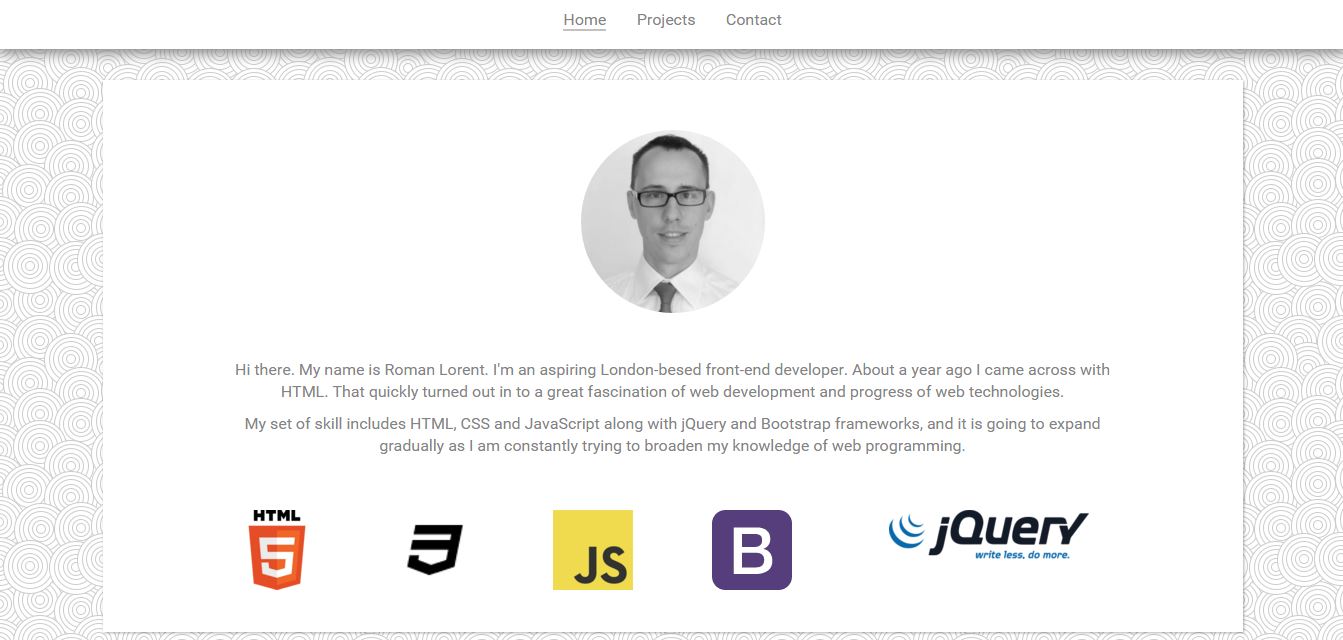 Home Projects Contact
Hi there. My name is Roman Lorent. I'm an aspiring London-besed front-end developer. About a year ago I came across with
HTML. That quickly turned out in to a great fascination of web development and progress of web technologies.
My set of skill includes HTML, CSS and JavaScript along with jQuery and Bootstrap frameworks, and it is going to expand
gradually as I am constantly trying to broaden my knowledge of web programming.
HTML
5 3 JS B jQuery
write less, do more.